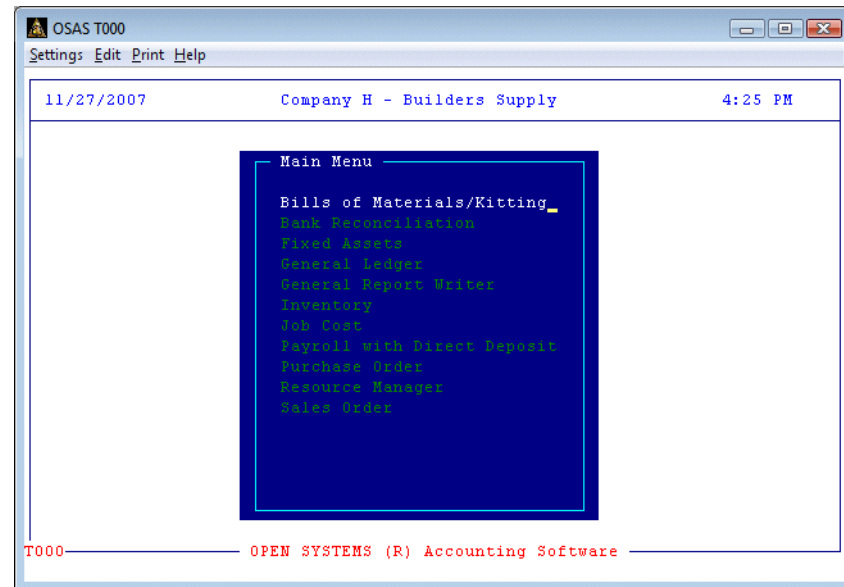 OSAS T000
Settings Edit Print Help
11/27/2007 Company H - Builders Supply 4:25 PM
Main Menu
Bills of Materials/Kitting_
Bank Reconciliation
Fixed Assets
General Ledger
General Report Writer
Inventory
Job Cost
Payroll with Direct Deposit
Purchase Order
Resource Manager
Sales Order
T000 OPEN SYSTEMS (R) Accounting Software